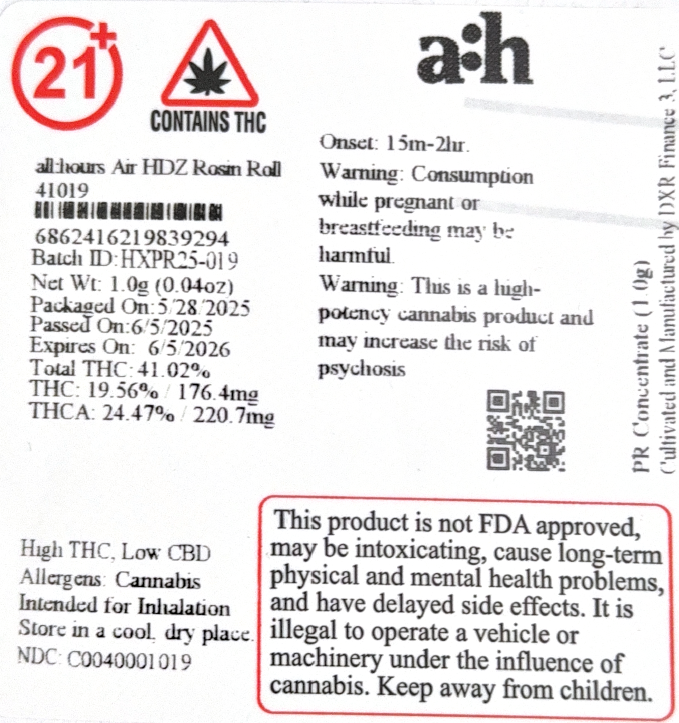 21+
CONTAINS THC
a:h
all:hours Air HDZ Rosin Roll
41019
6862416219839294
Batch ID:HXPR25-019
Net Wt: 1.0g (0.04oz)
Packaged On:5/28/2025
Passed On:6/5/2025
Expires On: 6/5/2026
Total THC: 41.02%
THC: 19.56% / 176.4mg
THCA: 24.47% / 220.7mg
Onset: 15m-2hr.
Warning: Consumption
while pregnant or
breastfeeding may be
harmful.
Warning: This is a high-
potency cannabis product and
may increase the risk of
psychosis
PR Concentrate (1.0g)
Cultivated and Manufactured by DXR Finance 3, LLC
High THC, Low CBD
Allergens: Cannabis
Intended for Inhalation
Store in a cool, dry place.
NDC: C0040001019
This product is not FDA approved,
may be intoxicating, cause long-term
physical and mental health problems,
and have delayed side effects. It is
illegal to operate a vehicle or
machinery under the influence of
cannabis. Keep away from children.